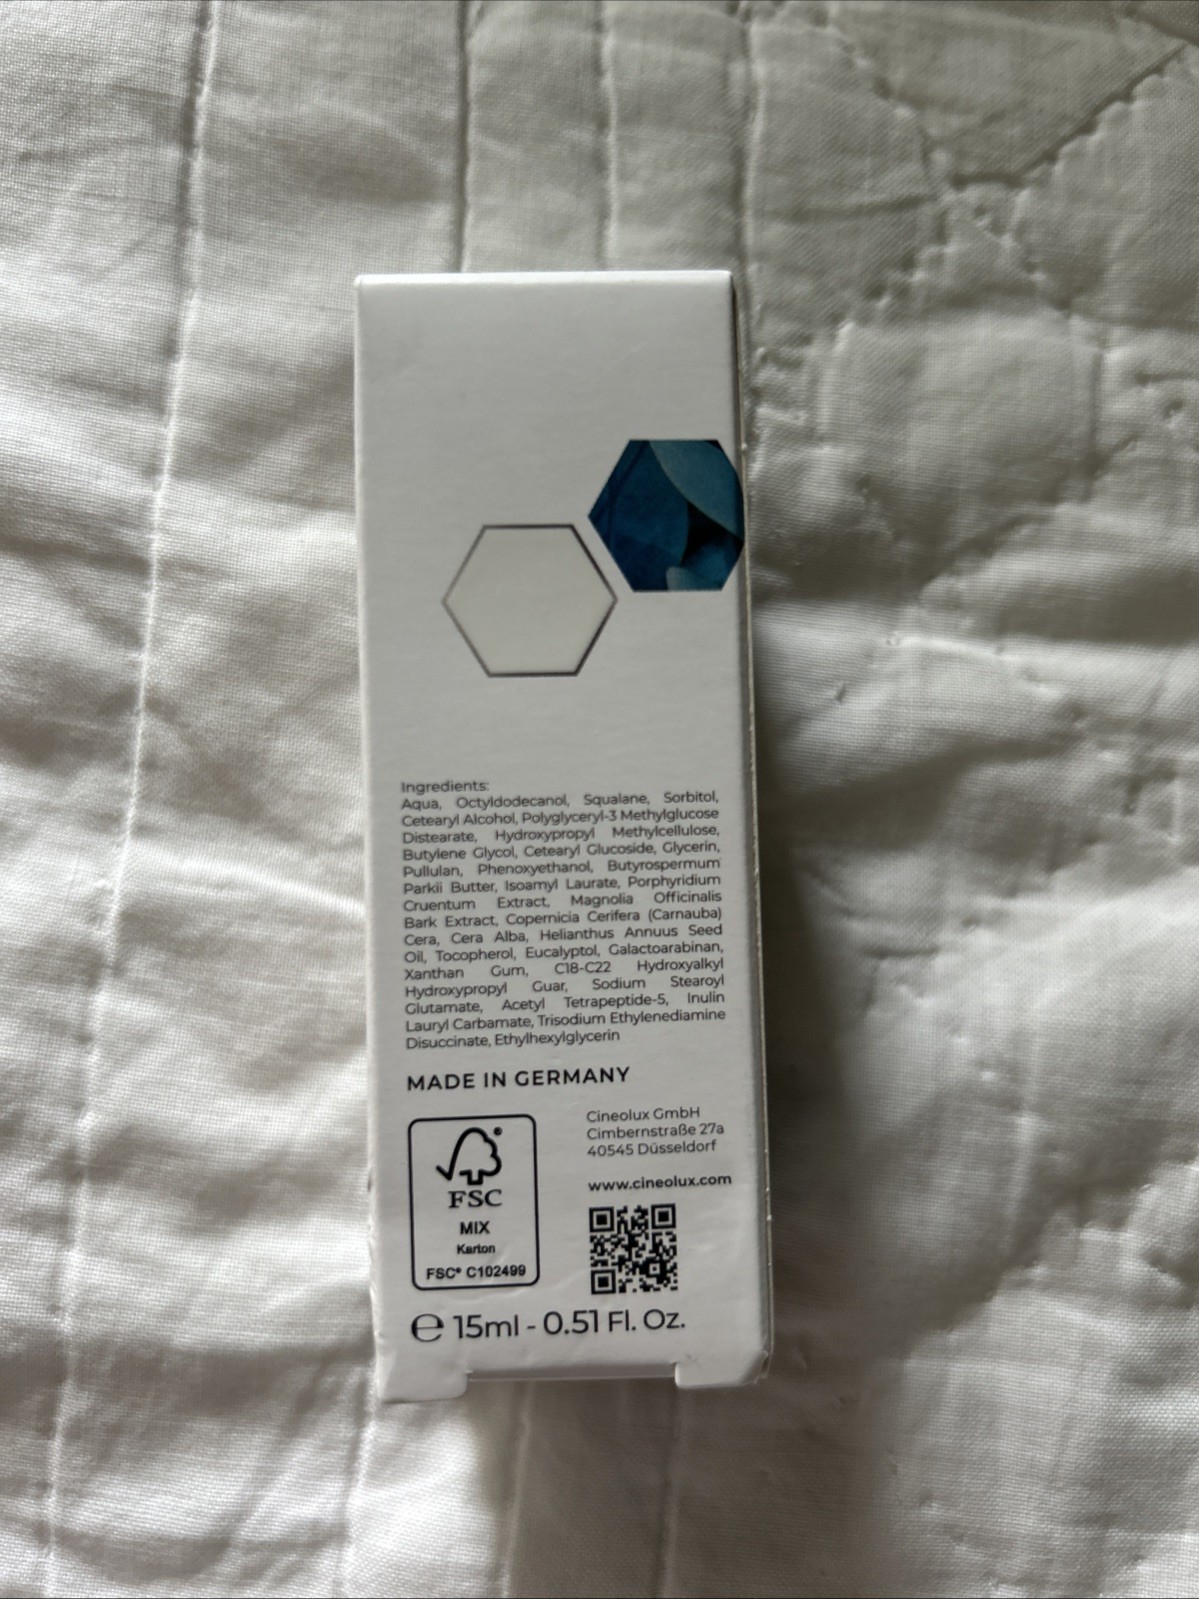 Ingredients:
Aqua, Octyldodecanol, Squalane, Sorbitol,
Cetearyl Alcohol, Polyglyceryl-3 Methylglucose
Distearate, Hydroxypropyl Methylcellulose,
Butylene Glycol, Cetearyl Glucoside, Glycerin,
Pullulan, Phenoxyethanol, Butyrospermum
Parkii Butter, Isoamyl Laurate, Porphyridium
Cruentum Extract, Magnolia Officinalis
Bark Extract, Copernicia Cerifera (Carnauba)
Cera, Cera Alba, Helianthus Annuus Seed
Oil, Tocopherol, Eucalyptol, Galactoarabinan,
Xanthan Gum, C18-C22 Hydroxyalkyl
Hydroxypropyl Guar, Sodium Stearoyl
Glutamate, Acetyl Tetrapeptide-5, Inulin
Lauryl Carbamate, Trisodium Ethylenediamine
Disuccinate, Ethylhexylglycerin
MADE IN GERMANY
®
FSC
MIX
Karton
FSC® C102499
Cineolux GmbH
Cimbernstraße 27a
40545 Düsseldorf
www.cineolux.com
℮ 15ml - 0.51 Fl. Oz.